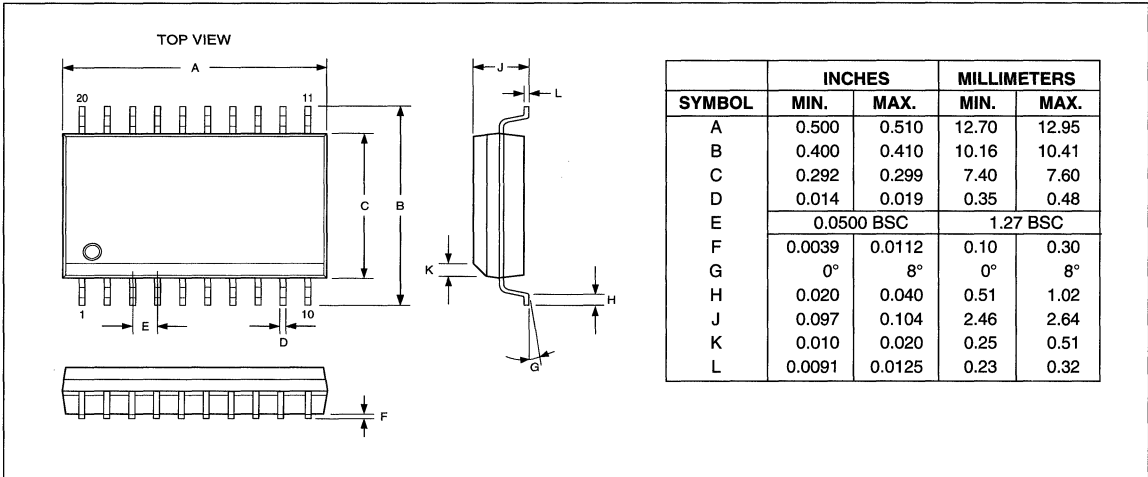 TOP VIEW
A
20
11
C
B
1
10
E
D
F
J
L
K
H
G
INCHES MILLIMETERS
SYMBOL MIN. MAX. MIN. MAX.
A 0.500 0.510 12.70 12.95
B 0.400 0.410 10.16 10.41
C 0.292 0.299 7.40 7.60
D 0.014 0.019 0.35 0.48
E 0.0500 BSC 1.27 BSC
F 0.0039 0.0112 0.10 0.30
G 0° 8° 0° 8°
H 0.020 0.040 0.51 1.02
J 0.097 0.104 2.46 2.64
K 0.010 0.020 0.25 0.51
L 0.0091 0.0125 0.23 0.32